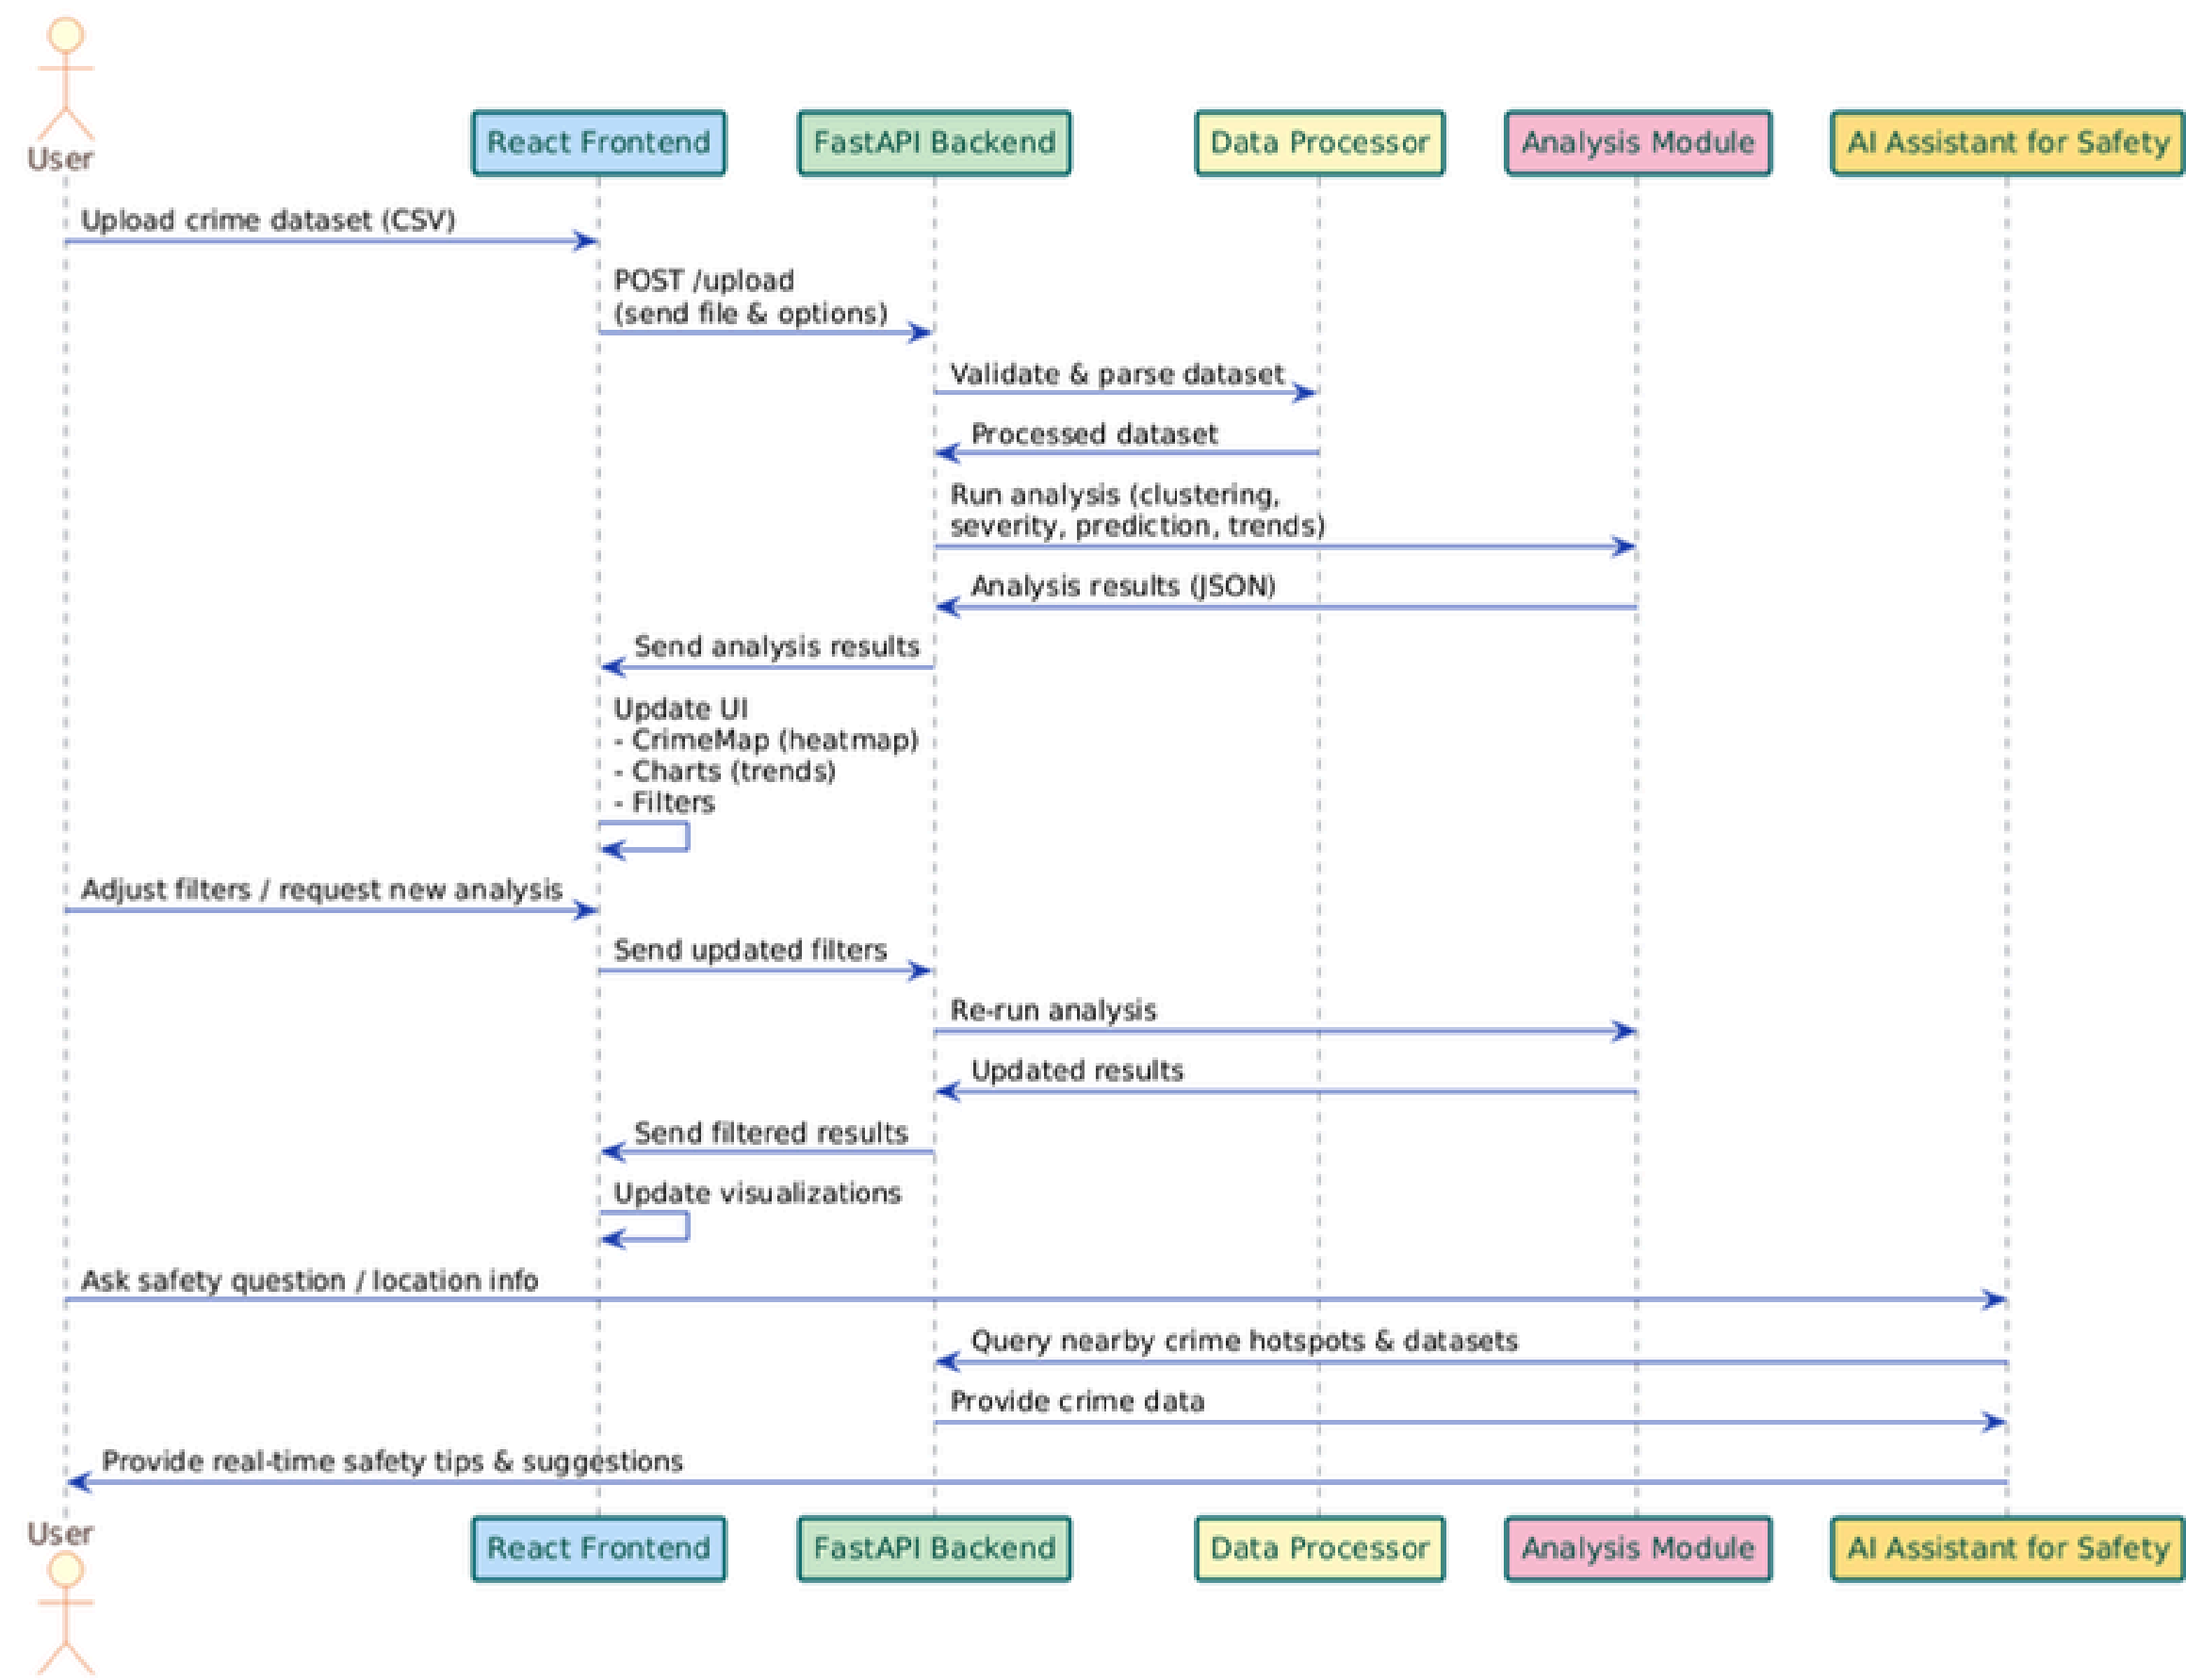 User
React Frontend
FastAPI Backend
Data Processor
Analysis Module
AI Assistant for Safety
Upload crime dataset (CSV)
POST /upload
(send file & options)
Validate & parse dataset
Processed dataset
Run analysis (clustering,
severity, prediction, trends)
Analysis results (JSON)
Send analysis results
Update UI
- CrimeMap (heatmap)
- Charts (trends)
- Filters
Adjust filters / request new analysis
Send updated filters
Re-run analysis
Updated results
Send filtered results
Update visualizations
Ask safety question / location info
Query nearby crime hotspots & datasets
Provide crime data
Provide real-time safety tips & suggestions
User
React Frontend
FastAPI Backend
Data Processor
Analysis Module
AI Assistant for Safety